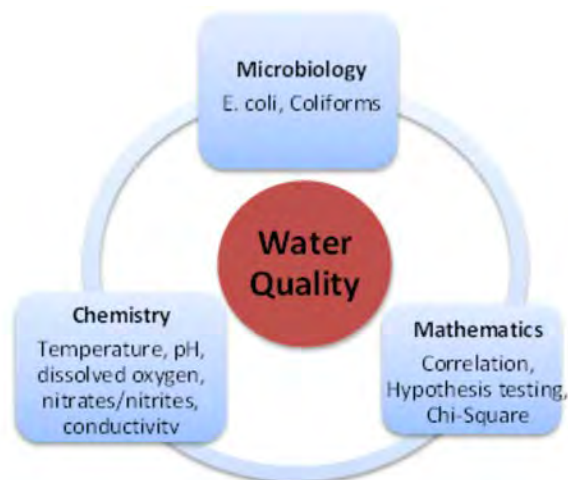 Microbiology
E. coli, Coliforms
Water
Quality
Chemistry
Temperature, pH,
dissolved oxygen,
nitrates/nitrites,
conductivity
Mathematics
Correlation,
Hypothesis testing,
Chi-Square